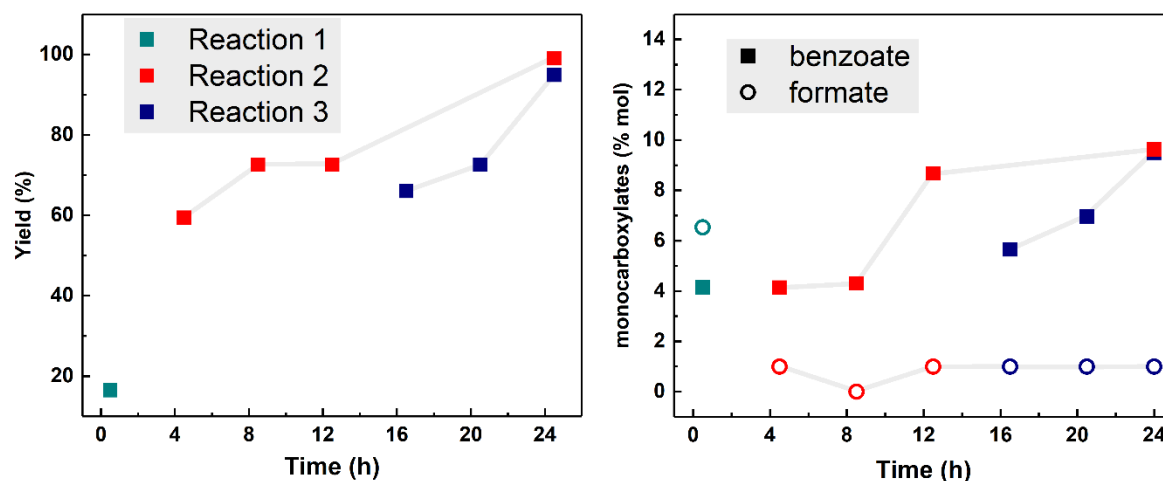 Reaction 1
Reaction 2
Reaction 3
100
80
60
40
20
Yield (%)
0 4 8 12 16 20 24
Time (h)
benzoate
formate
14
12
10
8
6
4
2
0
monocarboxylates (% mol)
0 4 8 12 16 20 24
Time (h)